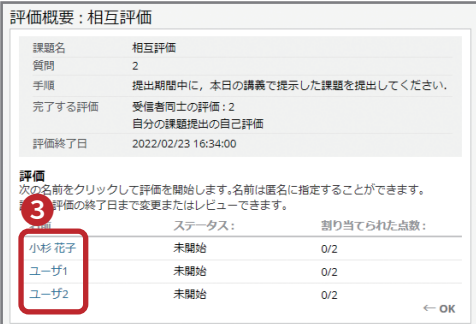 評価概要 : 相互評価
課題名 相互評価
質問 2
手順 提出期間中に，本日の講義で提示した課題を提出してください.
完了する評価 受信者同士の評価 : 2
自分の課題提出の自己評価
評価終了日 2022/02/23 16:34:00
評価
次の名前をクリックして評価を開始します。名前は匿名に指定することができます。
評価の終了日まで変更またはレビューできます。
3
ステータス : 割り当てられた点数 :
小杉 花子 未開始 0/2
ユーザ1 未開始 0/2
ユーザ2 未開始 0/2
← OK